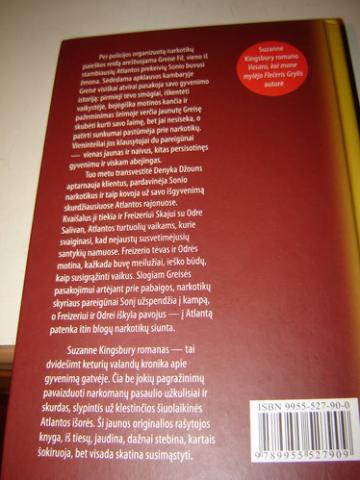 Per policijos organizuotą narkotikų
paieškos reidą areštuojama Greisė Fil, vieno iš
stambiausių Atlantos prekeivių Sonio buvusi
žmona. Sėdėdama apklausos kambaryje
Greisė visiškai atvirai pasakoja savo gyvenimo
istoriją: pirmieji tėvo smūgiai, iškentėti
vaikystėje, bejėgiška motinos kančia ir
pažeminimas šeimoje verčia jaunutę Greisę
skubėti kurti savo laimę, bet jai nesiseka, o
patirti sunkumai pastūmėja prie narkotikų.
Vieninteliai jos klausytojai du pareigūnai
— vienas jaunas ir naivus, kitas persisotinęs
gyvenimu ir viskam abejingas.
Tuo metu transvestitė Denyka Džouns
aptarnauja klientus, pardavinėja Sonio
narkotikus ir taip kovoja už savo išgyvenimą
skurdžiausiuose Atlantos rajonuose.
Kvaišalus ji tiekia ir Freizeriui Skajui su Odre
Salivan, Atlantos turtuolių vaikams, kurie
svaiginasi, kad nejaustų susvetimėjusių
santykių namuose. Freizerio tėvas ir Odrės
motina, kažkada buvę meilužiai, ieško būdų,
kaip susigrąžinti vaikus. Slogiam Greisės
pasakojimui artėjant prie pabaigos, narkotikų
skyriaus pareigūnai Sonį užspendžia į kampą,
o Freizeriui ir Odrei iškyla pavojus — į Atlantą
patenka itin blogų narkotikų siunta.
Suzanne Kingsbury romanas — tai
dvidešimt keturių valandų kronika apie
gyvenimą gatvėje. Čia be jokių pagražinimų
pavaizduoti narkomanų pasaulio užkulisiai ir
skurdas, slypintis už klestinčios šiuolaikinės
Atlantos išorės. Ši jaunos originalios rašytojos
knyga, iš tiesų, jaudina, dažnai stebina, kartais
šokiruoja, bet visada skatina susimąstyti.
Suzanne
Kingsbury romano
Vasara, kai mane
mylėjo Flečeris Grylis
autorė
ISBN 9955-527-90-0
9 789955 527909